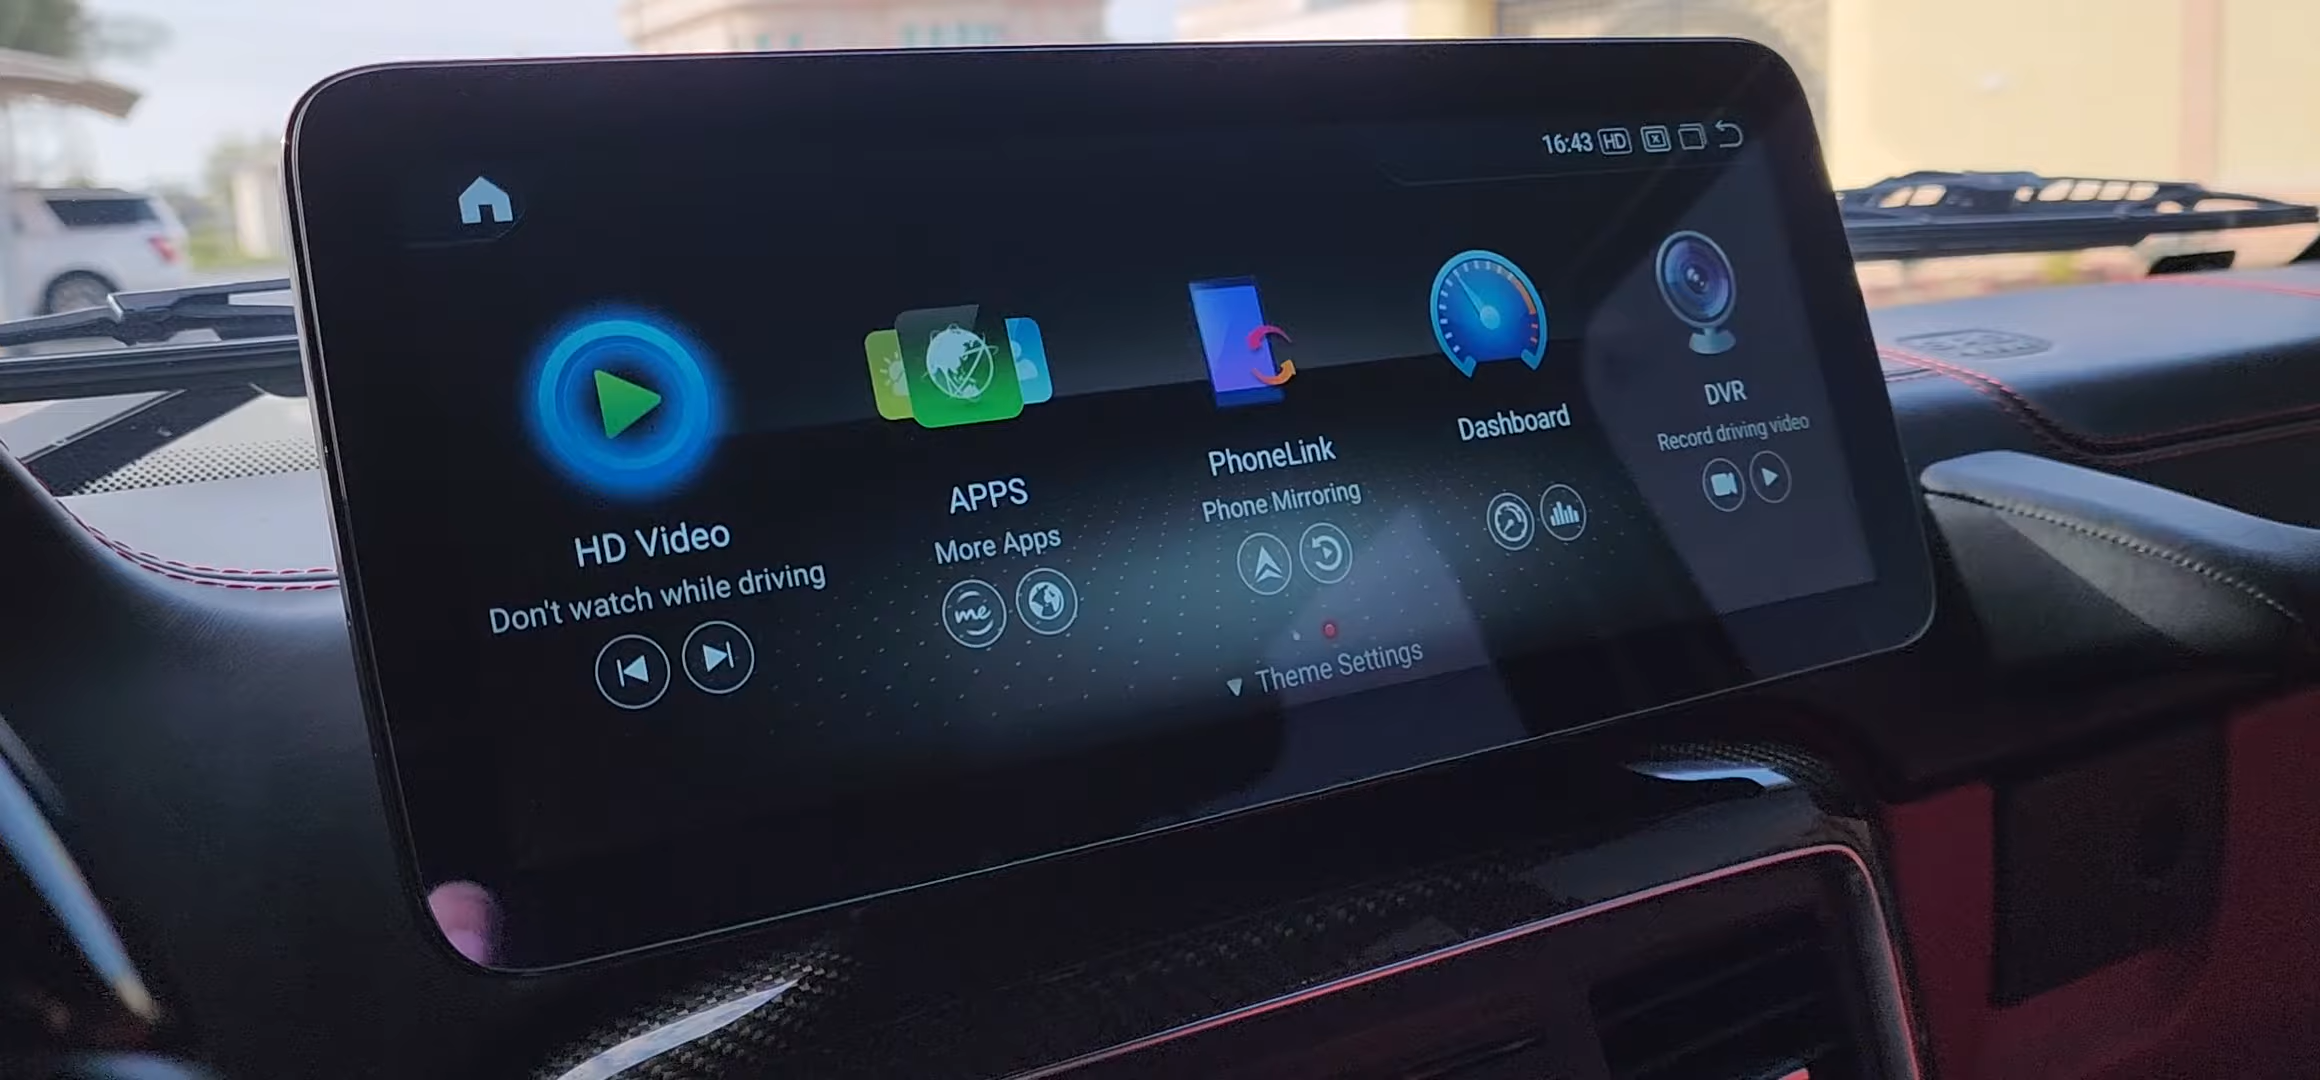 16:43 HD
HD Video
Don't watch while driving
APPS
More Apps
me
PhoneLink
Phone Mirroring
Dashboard
DVR
Record driving video
Theme Settings